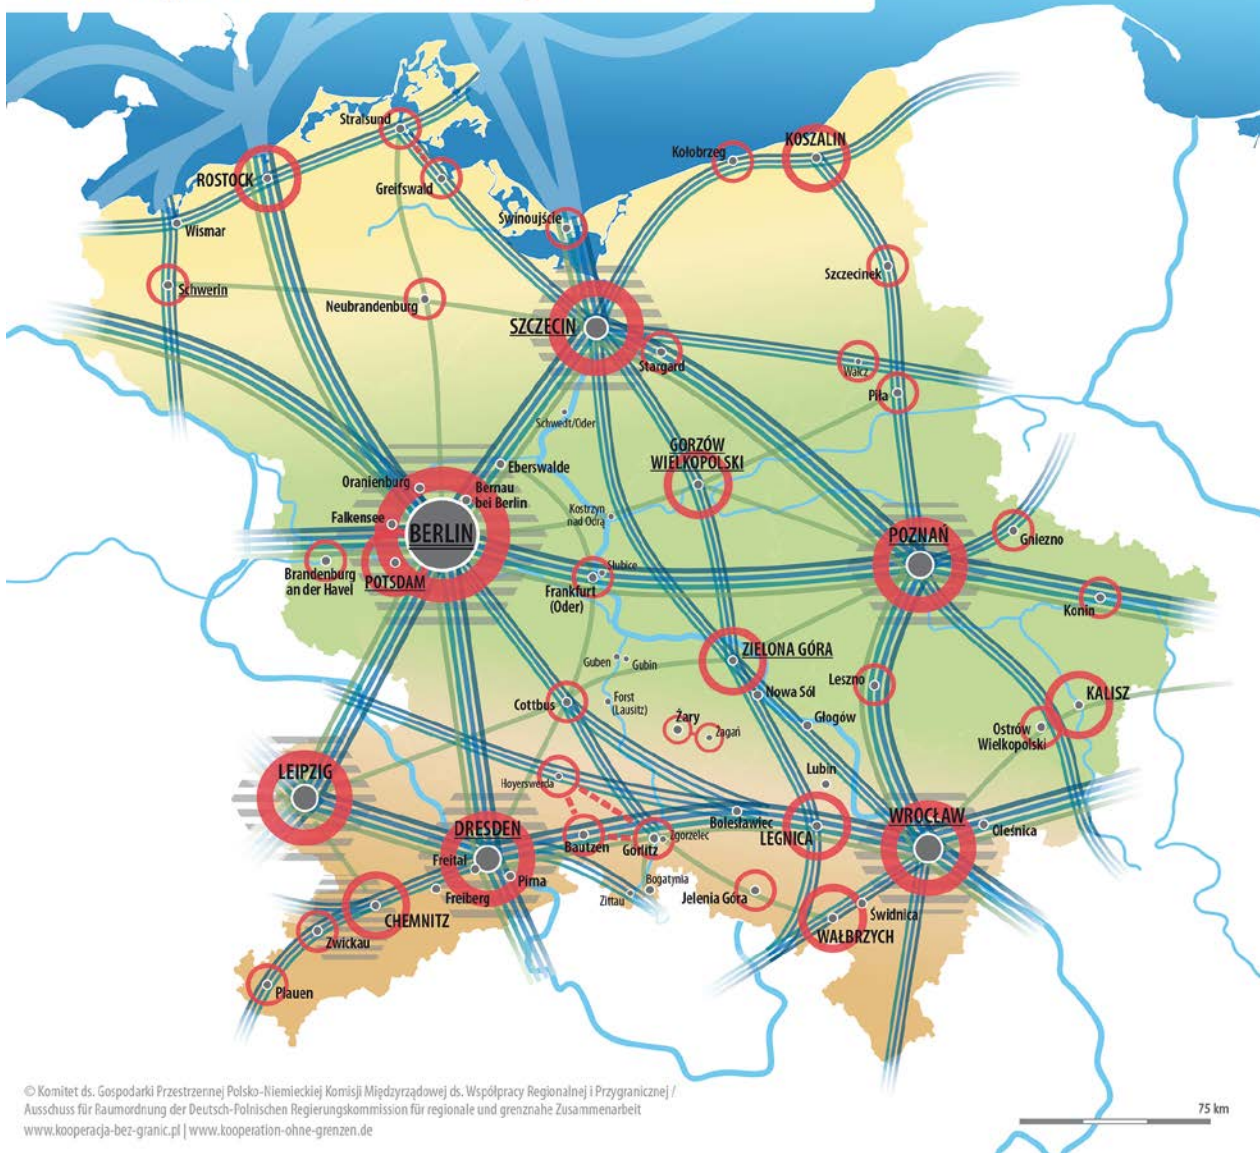 Stralsund
Greifswald
ROSTOCK
Wismar
Schwerin
Neubrandenburg
Świnoujście
Kołobrzeg
KOSZALIN
Szczecinek
SZCZECIN
Stargard
Wałcz
Piła
Schwedt/Oder
GORZÓW
WIELKOPOLSKI
Eberswalde
Oranienburg
Bernau
bei Berlin
Falkensee
BERLIN
Kostrzyn
nad Odrą
POZNAŃ
Gniezno
Brandenburg
an der Havel
POTSDAM
Frankfurt
(Oder)
Słubice
Konin
ZIELONA GÓRA
Guben
Gubin
Nowa Sól
Leszno
KALISZ
Cottbus
Forst
(Lausitz)
Żary
Żagań
Głogów
Ostrów
Wielkopolski
LEIPZIG
Hoyerswerda
Lubin
DRESDEN
Bautzen
Görlitz
Zgorzelec
Bolesławiec
LEGNICA
WROCŁAW
Oleśnica
Freital
Pirna
Freiberg
Zittau
Bogatynia
Jelenia Góra
CHEMNITZ
Zwickau
Plauen
WAŁBRZYCH
Świdnica
© Komitet ds. Gospodarki Przestrzennej Polsko-Niemieckiej Komisji Międzyrządowej ds. Współpracy Regionalnej i Przygranicznej /
Ausschuss für Raumordnung der Deutsch-Polnischen Regierungskommission für regionale und grenznahe Zusammenarbeit
www.kooperacja-bez-granic.pl | www.kooperation-ohne-grenzen.de
75 km